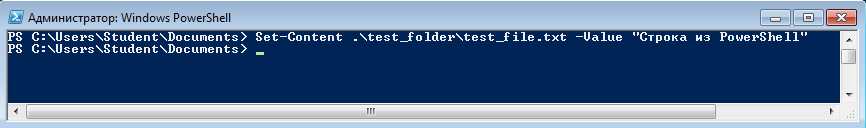 Администратор: Windows PowerShell
PS C:\Users\Student\Documents> Set-Content .\test_folder\test_file.txt -Value "Строка из PowerShell"
PS C:\Users\Student\Documents> _